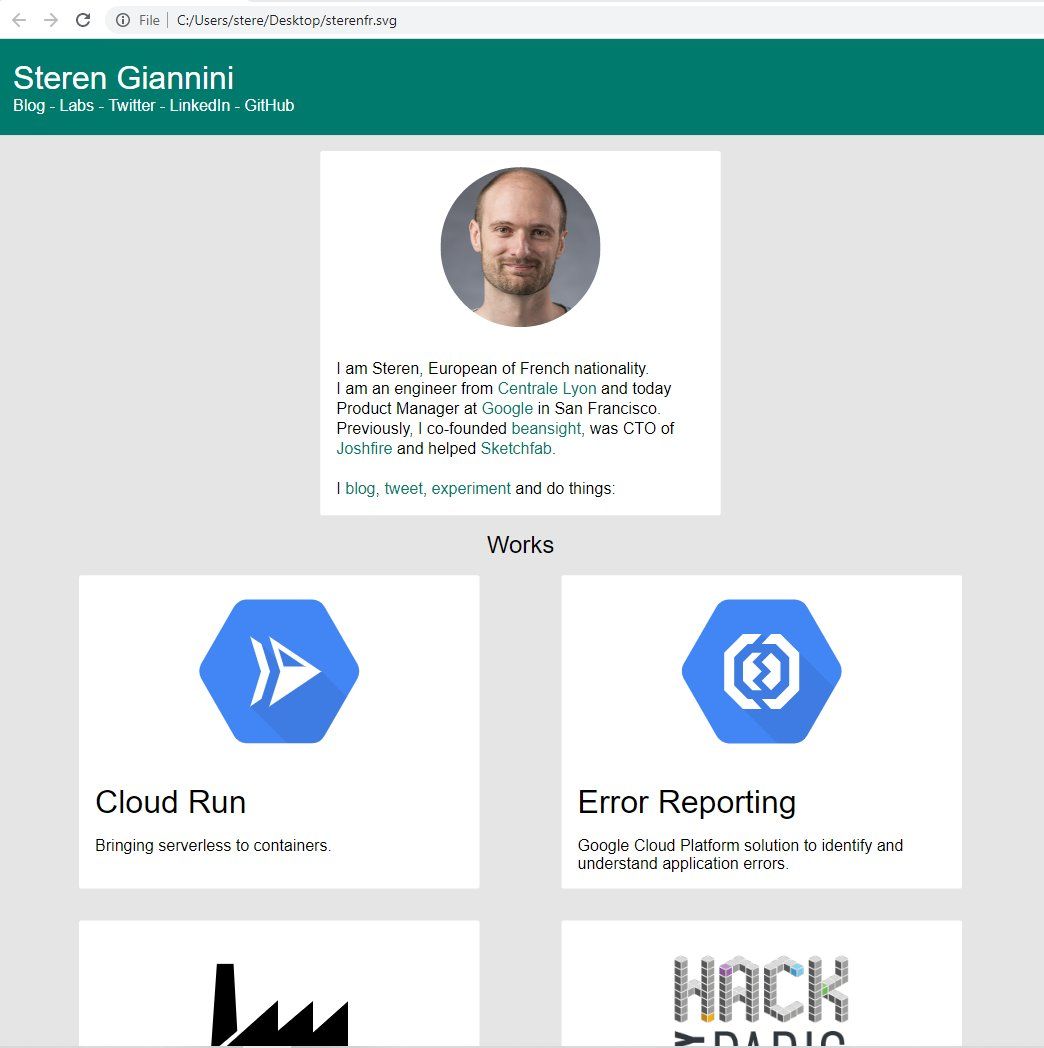 File
C:/Users/stere/Desktop/sterenfr.svg
Steren Giannini
Blog - Labs - Twitter - LinkedIn - GitHub
I am Steren, European of French nationality.
I am an engineer from Centrale Lyon and today
Product Manager at Google in San Francisco.
Previously, I co-founded beansight, was CTO of
Joshfire and helped Sketchfab.
I blog, tweet, experiment and do things:
Works
Cloud Run
Bringing serverless to containers.
Error Reporting
Google Cloud Platform solution to identify and
understand application errors.
HACK